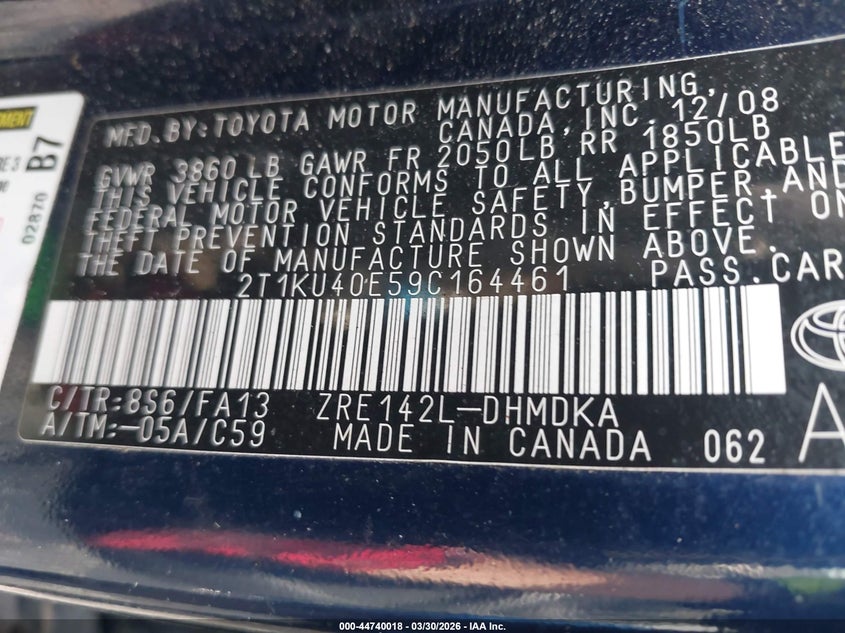 MFD. BY: TOYOTA MOTOR MANUFACTURING,
CANADA, INC. 12/08
GVWR 3860 LB GAWR FR 2050LB RR 1850LB
THIS VEHICLE CONFORMS TO ALL APPLICABLE
FEDERAL MOTOR VEHICLE SAFETY, BUMPER, AND
THEFT PREVENTION STANDARDS IN EFFECT ON
THE DATE OF MANUFACTURE SHOWN ABOVE.
2T1KU40E59C164461 PASS.CAR
C/TR: 8S6/FA13 ZRE142L-DHMDKA
A/TM: -05A/C59 MADE IN CANADA 062 A
02870 B7
000-44740018 - 03/30/2026 - IAA Inc.